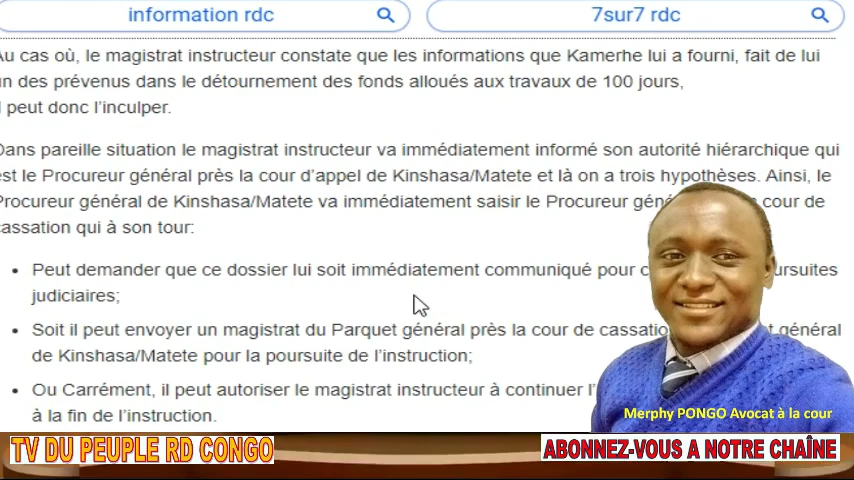 information rdc
7sur7 rdc
Au cas où, le magistrat instructeur constate que les informations que Kamerhe lui a fourni, fait de lui
un des prévenus dans le détournement des fonds alloués aux travaux de 100 jours,
il peut donc l'inculper.
Dans pareille situation le magistrat instructeur va immédiatement informé son autorité hiérarchique qui
est le Procureur général près la cour d'appel de Kinshasa/Matete et là on a trois hypothèses. Ainsi, le
Procureur général de Kinshasa/Matete va immédiatement saisir le Procureur cour de
cassation qui à son tour:
• Peut demander que ce dossier lui soit immédiatement communiqué pour
judiciaires;
• Soit il peut envoyer un magistrat du Parquet général près la cour de général
de Kinshasa/Matete pour la poursuite de l'instruction;
• Ou Carrément, il peut autoriser le magistrat instructeur à continuer
à la fin de l'instruction.
Merphy PONGO Avocat à la cour
TV DU PEUPLE RD CONGO
ABONNEZ-VOUS A NOTRE CHAÎNE